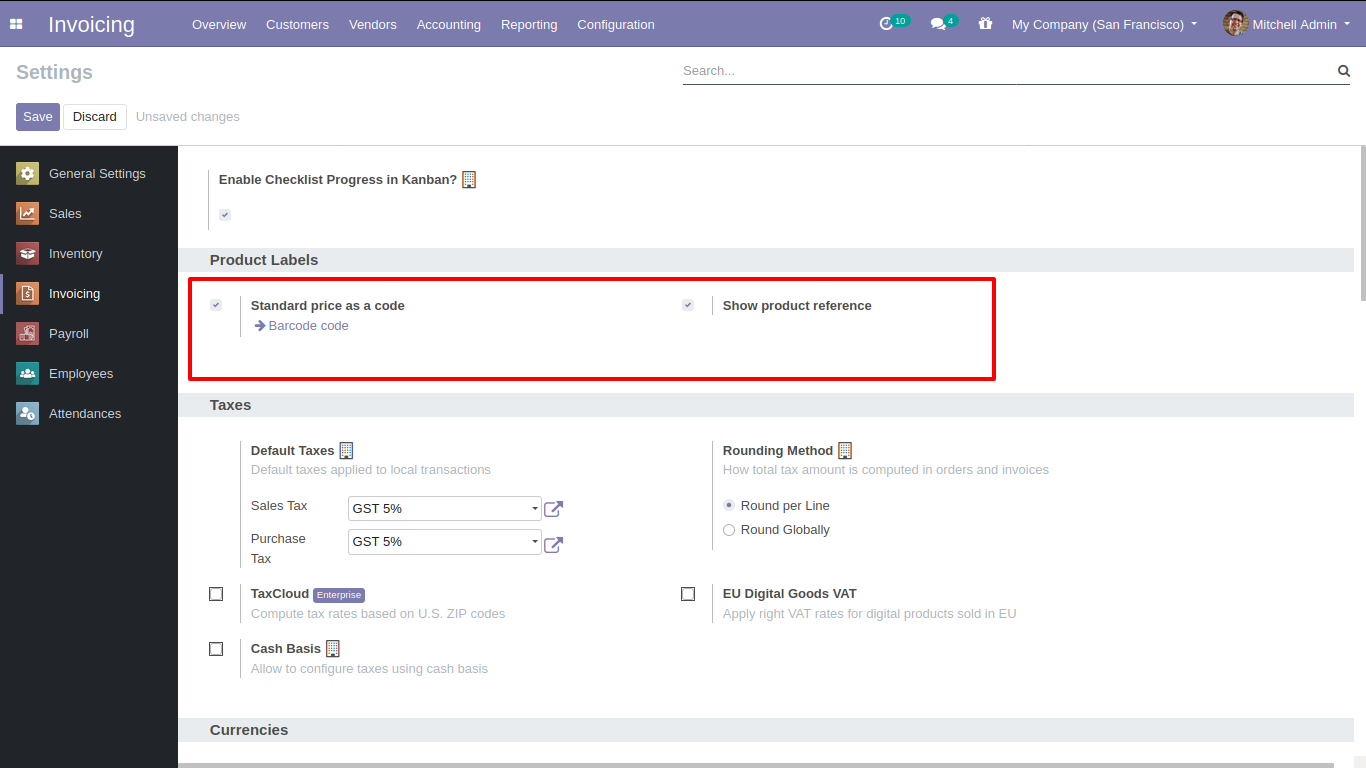 Invoicing Overview Customers Vendors Accounting Reporting Configuration 10 4 My Company (San Francisco) Mitchell Admin
Settings Search...
Save Discard Unsaved changes
General Settings
Sales
Inventory
Invoicing
Payroll
Employees
Attendances
Enable Checklist Progress in Kanban?
Product Labels
Standard price as a code Show product reference
Barcode code
Taxes
Default Taxes Rounding Method
Default taxes applied to local transactions How total tax amount is computed in orders and invoices
Sales Tax GST 5% Round per Line
Round Globally
Purchase GST 5%
Tax
TaxCloud Enterprise EU Digital Goods VAT
Compute tax rates based on U.S. ZIP codes Apply right VAT rates for digital products sold in EU
Cash Basis
Allow to configure taxes using cash basis
Currencies